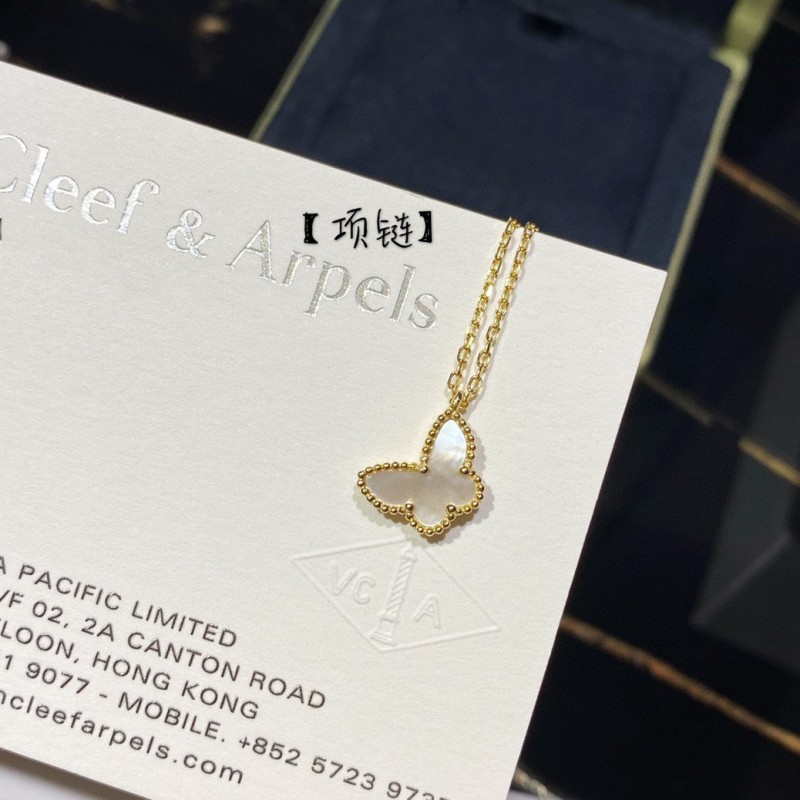 Cleef & Arpels
【项链】
VC A
A PACIFIC LIMITED
/F 02, 2A CANTON ROAD
LOON, HONG KONG
1 9077 - MOBILE. +852 5723 973
ncleefarpels.com